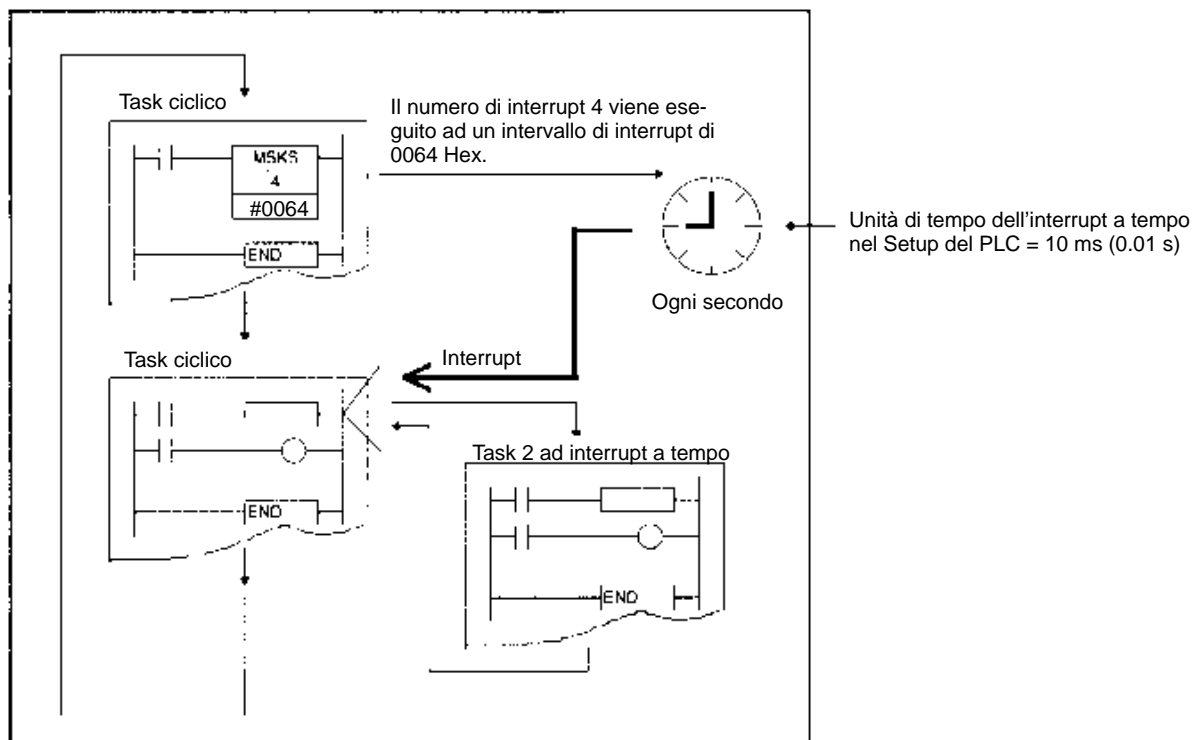 Task ciclico
Il numero di interrupt 4 viene ese-
guito ad un intervallo di interrupt di
0064 Hex.
MSKS
4
#0064
END
Unità di tempo dell'interrupt a tempo
nel Setup del PLC = 10 ms (0.01 s)
Ogni secondo
Task ciclico
Interrupt
END
Task 2 ad interrupt a tempo
END